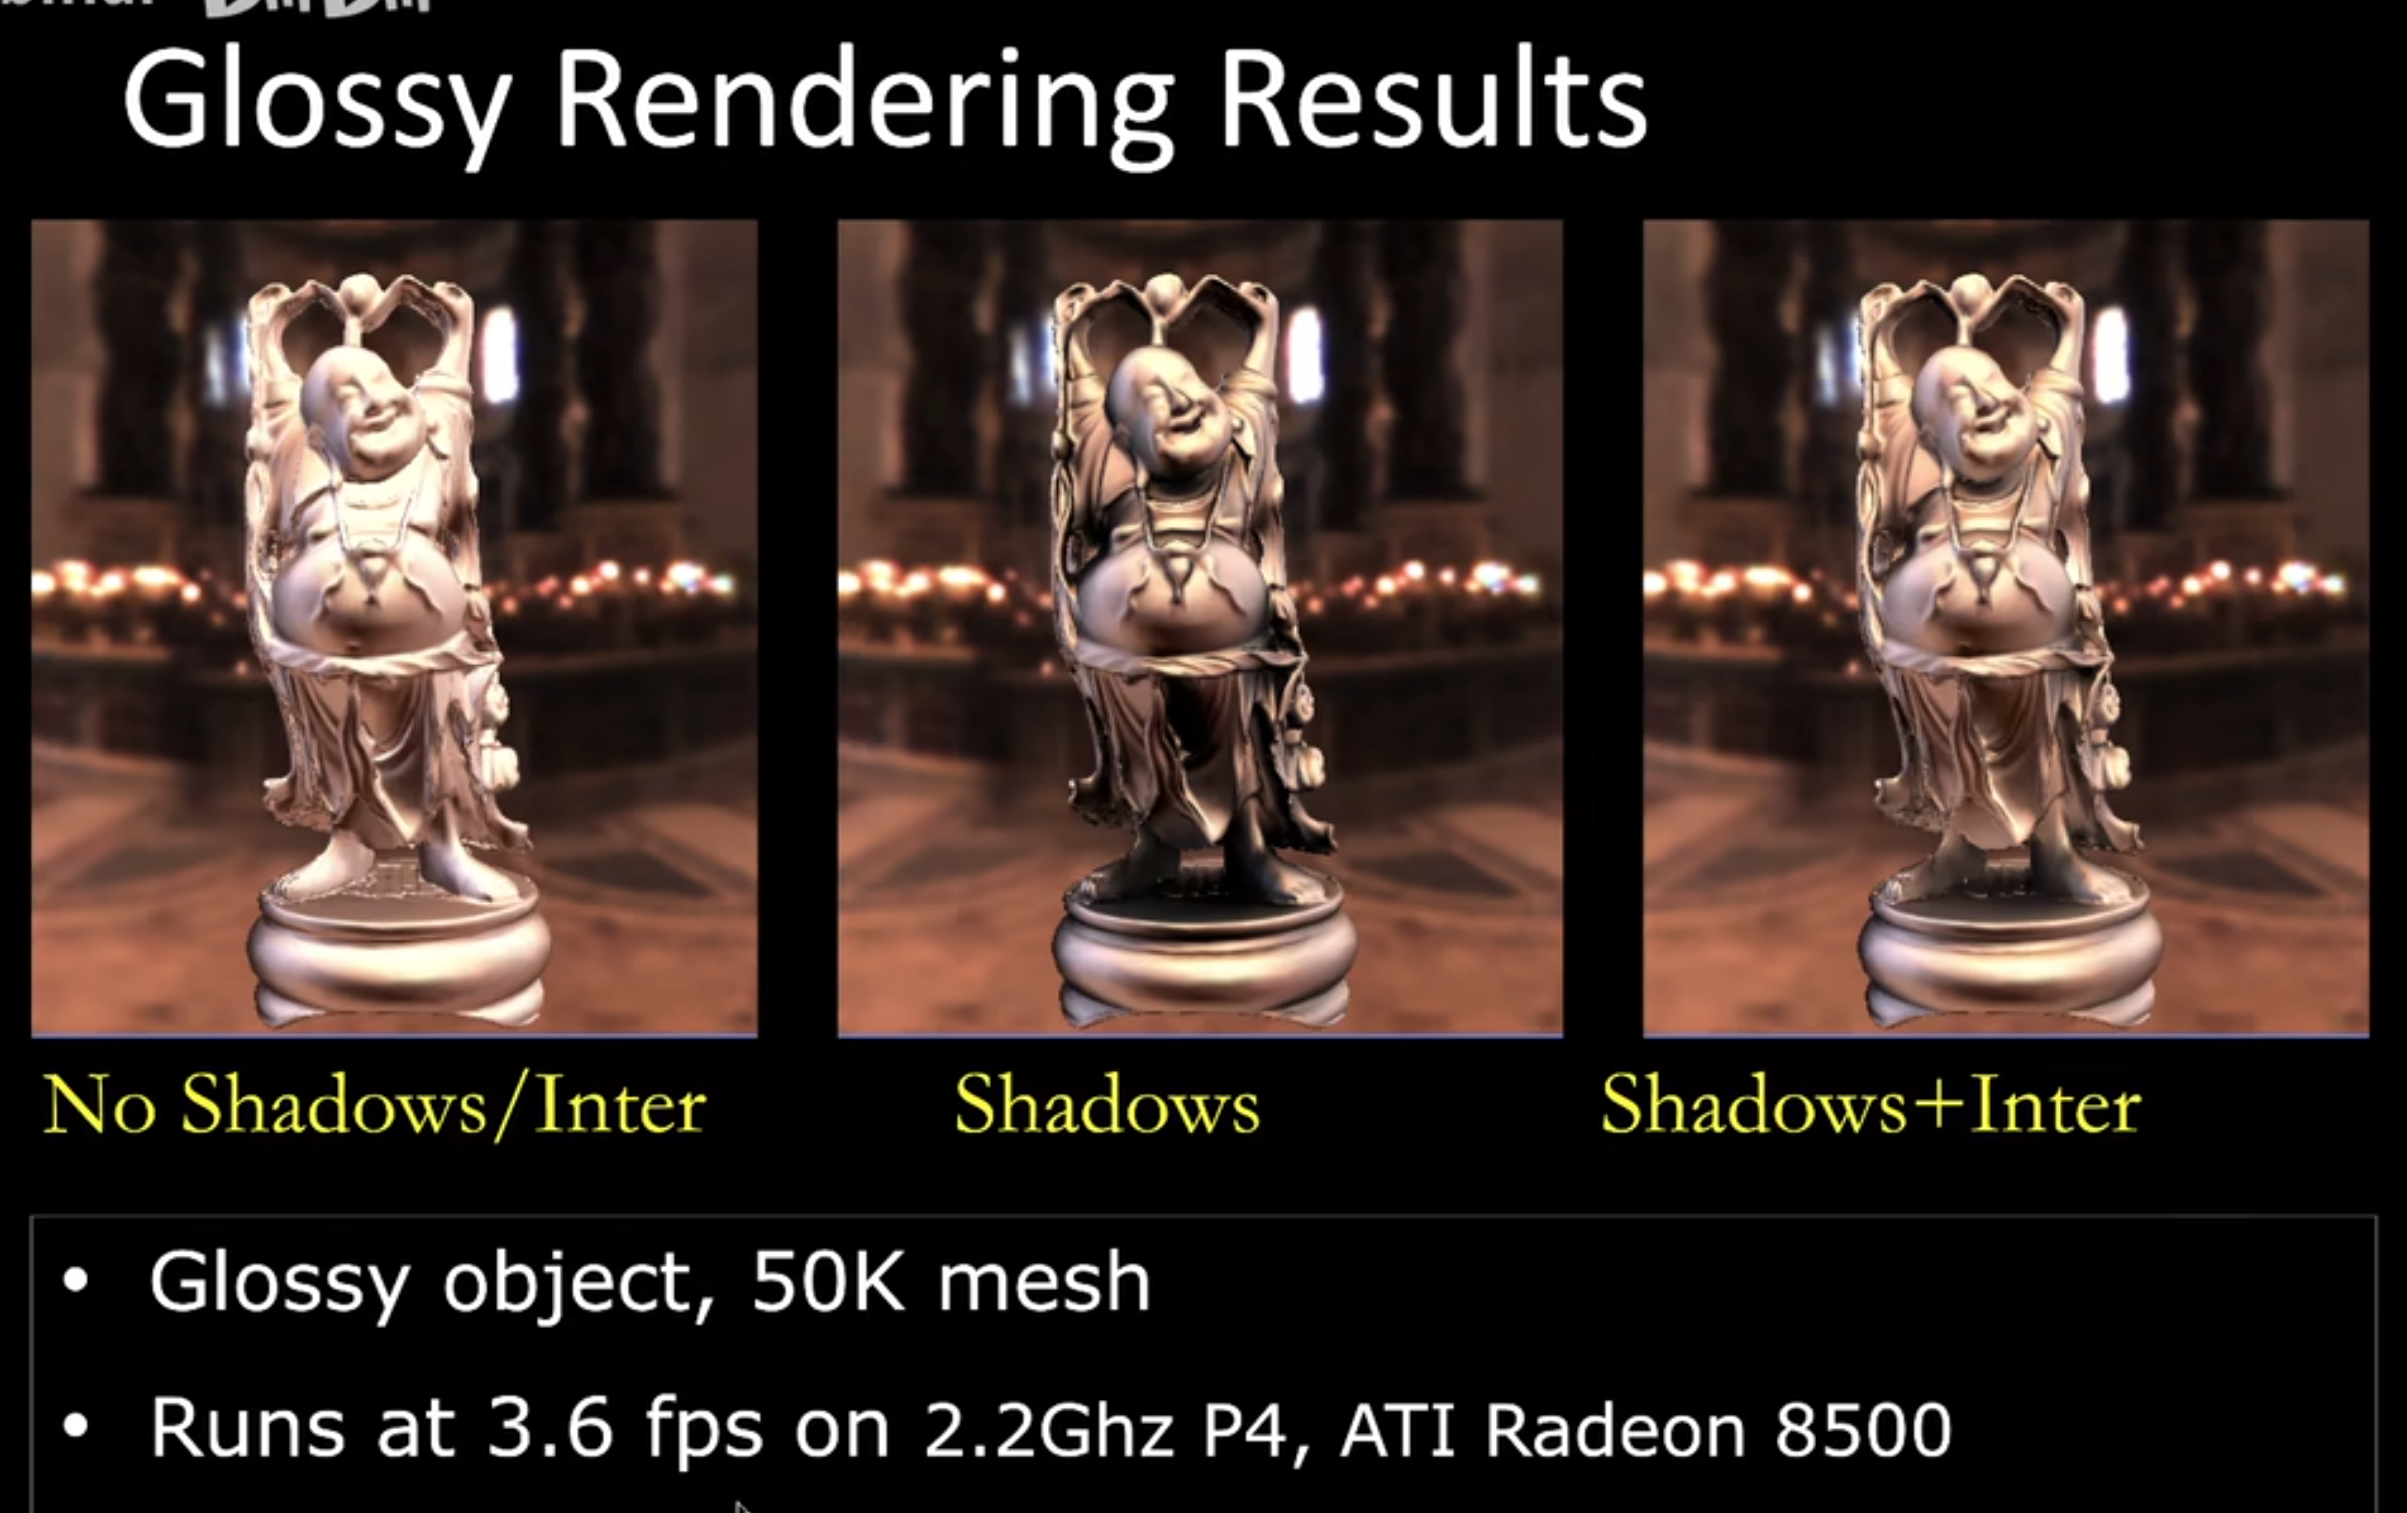 Glossy Rendering Results
No Shadows/Inter
Shadows
Shadows+Inter
• Glossy object, 50K mesh
• Runs at 3.6 fps on 2.2Ghz P4, ATI Radeon 8500